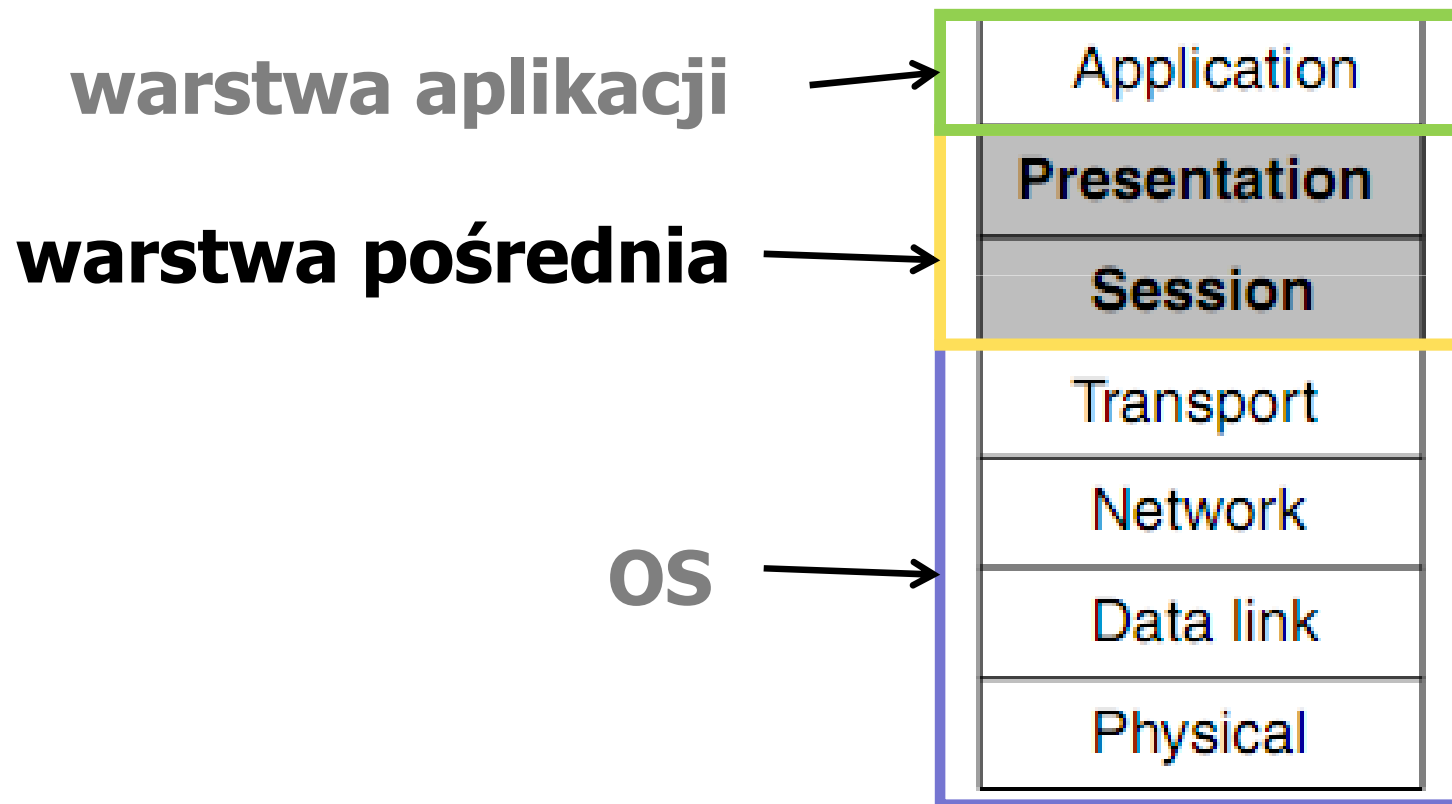 warstwa aplikacji
Application
Presentation
warstwa pośrednia
Session
Transport
Network
OS
Data link
Physical